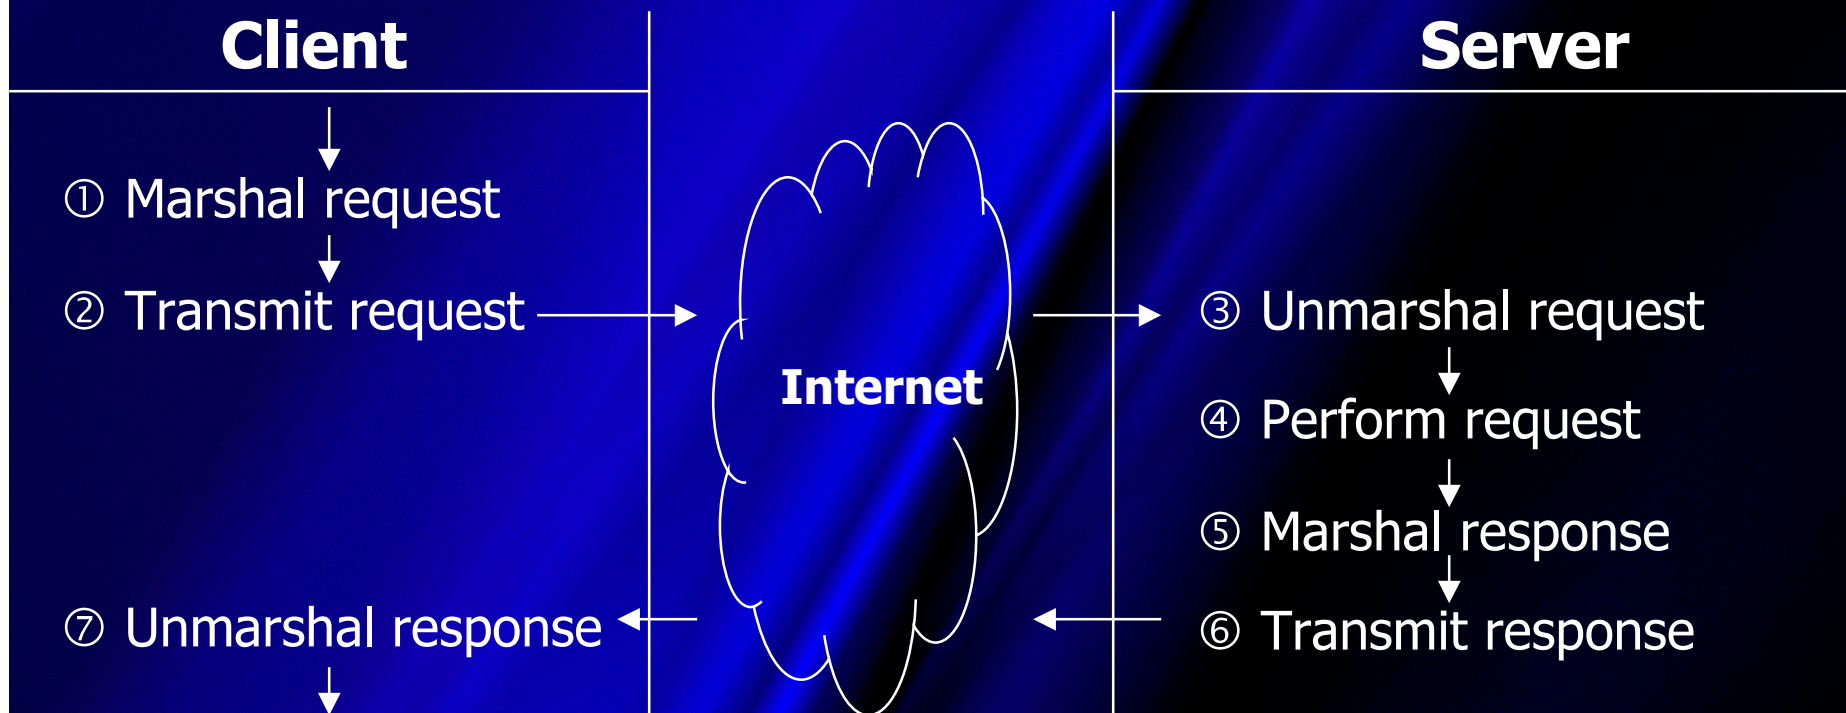 Client
Server
① Marshal request
② Transmit request
③ Unmarshal request
Internet
④ Perform request
⑤ Marshal response
⑦ Unmarshal response
⑥ Transmit response